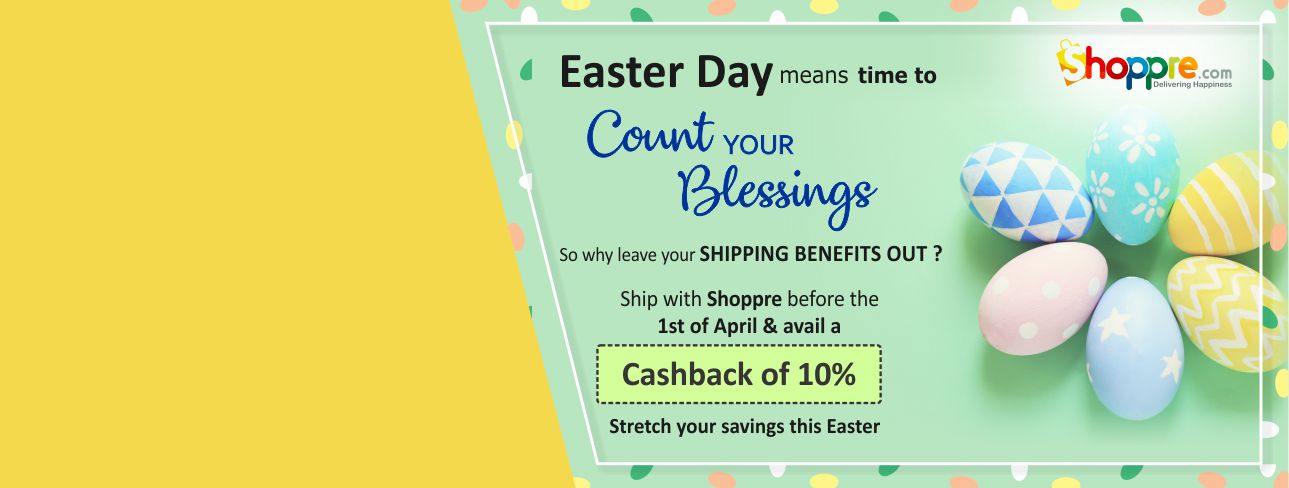 Easter Day means time to
Shoppre.com
Delivering Happiness
Count YOUR
Blessings
So why leave your SHIPPING BENEFITS OUT ?
Ship with Shoppre before the
1st of April & avail a
Cashback of 10%
Stretch your savings this Easter